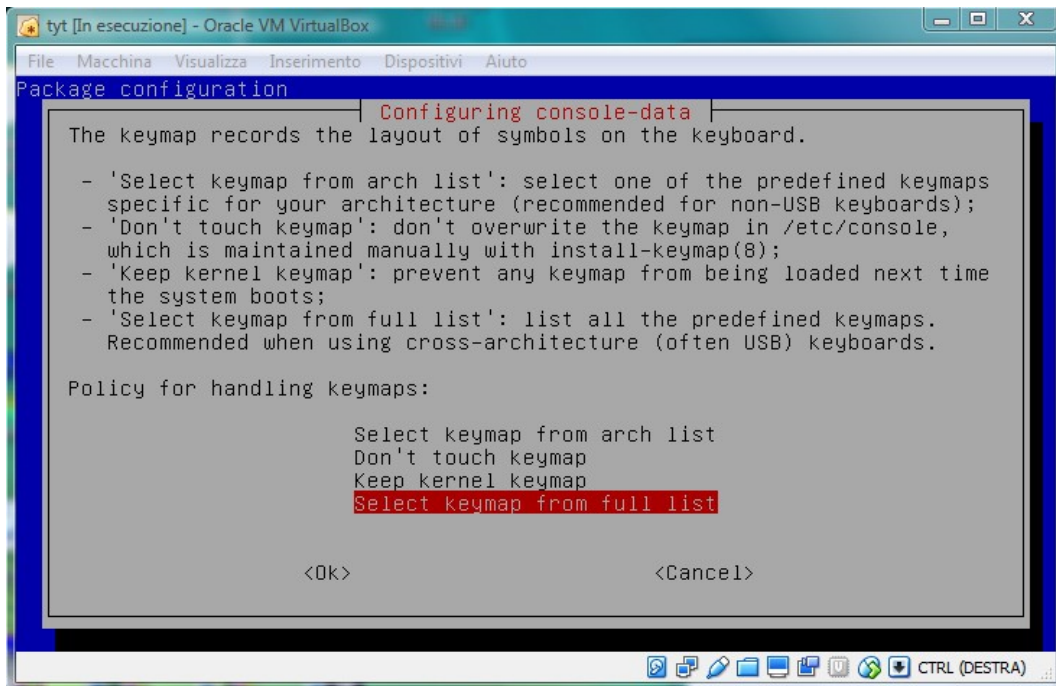 tyt [In esecuzione] - Oracle VM VirtualBox
File Macchina Visualizza Inserimento Dispositivi Aiuto
Package configuration
Configuring console-data
The keymap records the layout of symbols on the keyboard.
- 'Select keymap from arch list': select one of the predefined keymaps
specific for your architecture (recommended for non-USB keyboards);
- 'Don't touch keymap': don't overwrite the keymap in /etc/console,
which is maintained manually with install-keymap(8);
- 'Keep kernel keymap': prevent any keymap from being loaded next time
the system boots;
- 'Select keymap from full list': list all the predefined keymaps.
Recommended when using cross-architecture (often USB) keyboards.
Policy for handling keymaps:
Select keymap from arch list
Don't touch keymap
Keep kernel keymap
Select keymap from full list
<Ok> <Cancel>
CTRL (DESTRA)